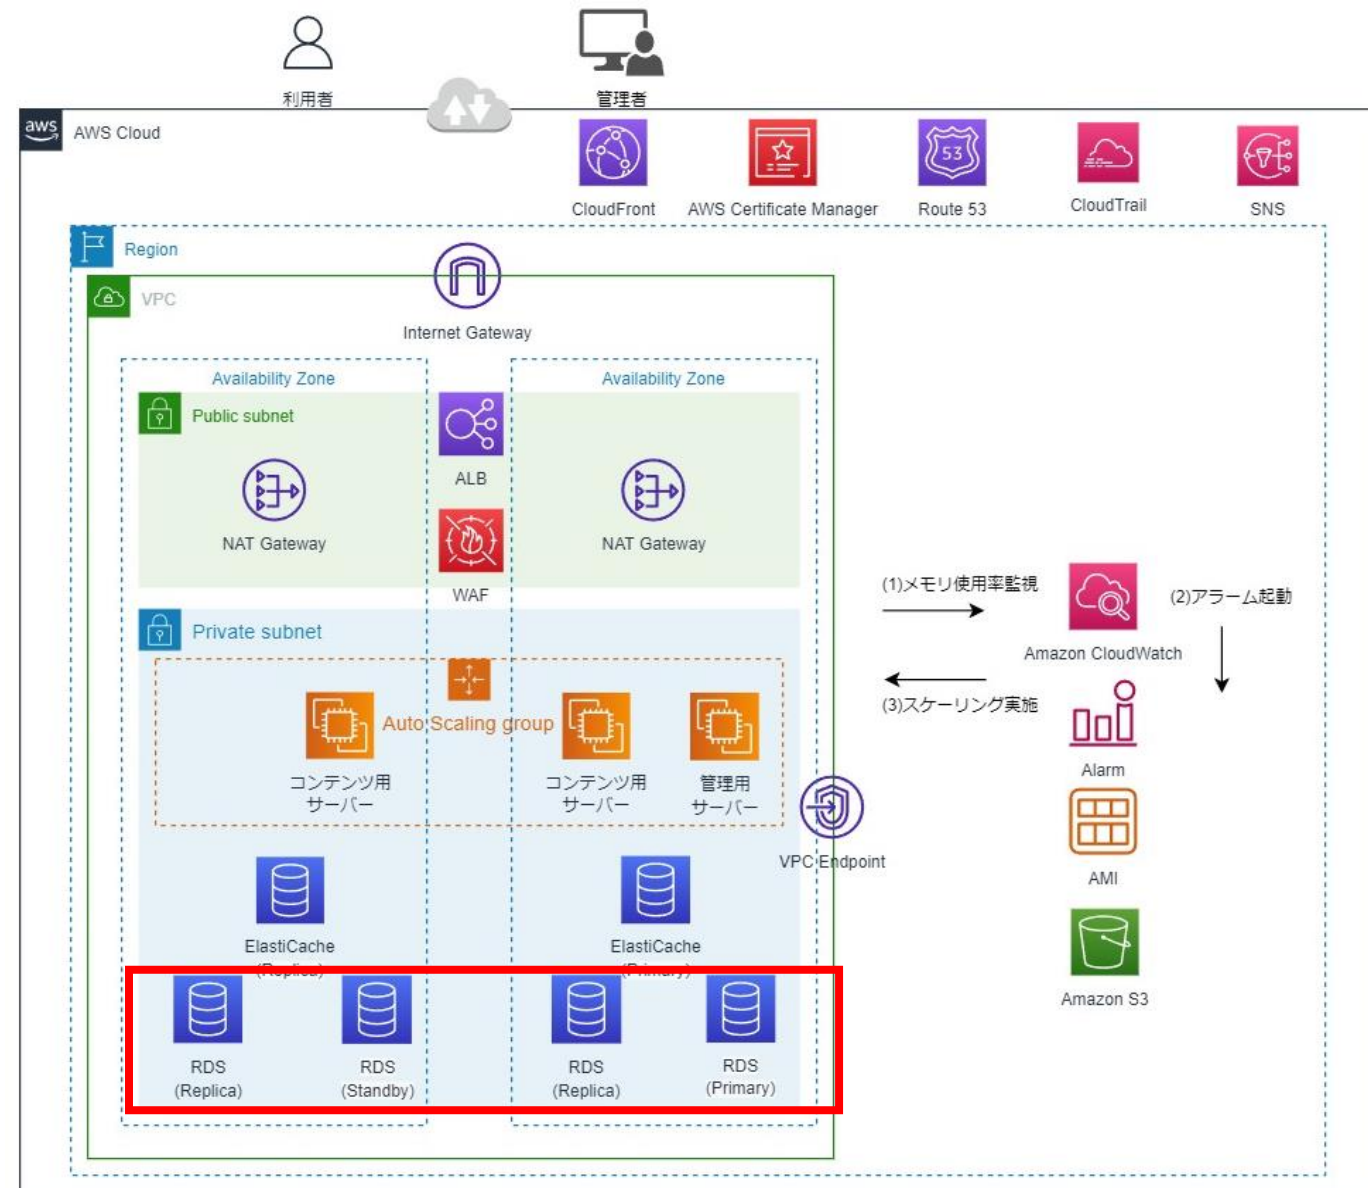 利用者
管理者
aws
AWS Cloud
CloudFront
AWS Certificate Manager
53
Route 53
CloudTrail
SNS
Region
VPC
Internet Gateway
Availability Zone
Availability Zone
Public subnet
ALB
NAT Gateway
NAT Gateway
WAF
(1)メモリ使用率監視
(2)アラーム起動
Amazon CloudWatch
(3)スケーリング実施
Private subnet
Auto Scaling group
コンテンツ用
サーバー
コンテンツ用
サーバー
管理用
サーバー
Alarm
VPC Endpoint
AMI
ElastiCache
(Replica)
ElastiCache
(Primary)
Amazon S3
RDS
(Replica)
RDS
(Standby)
RDS
(Replica)
RDS
(Primary)